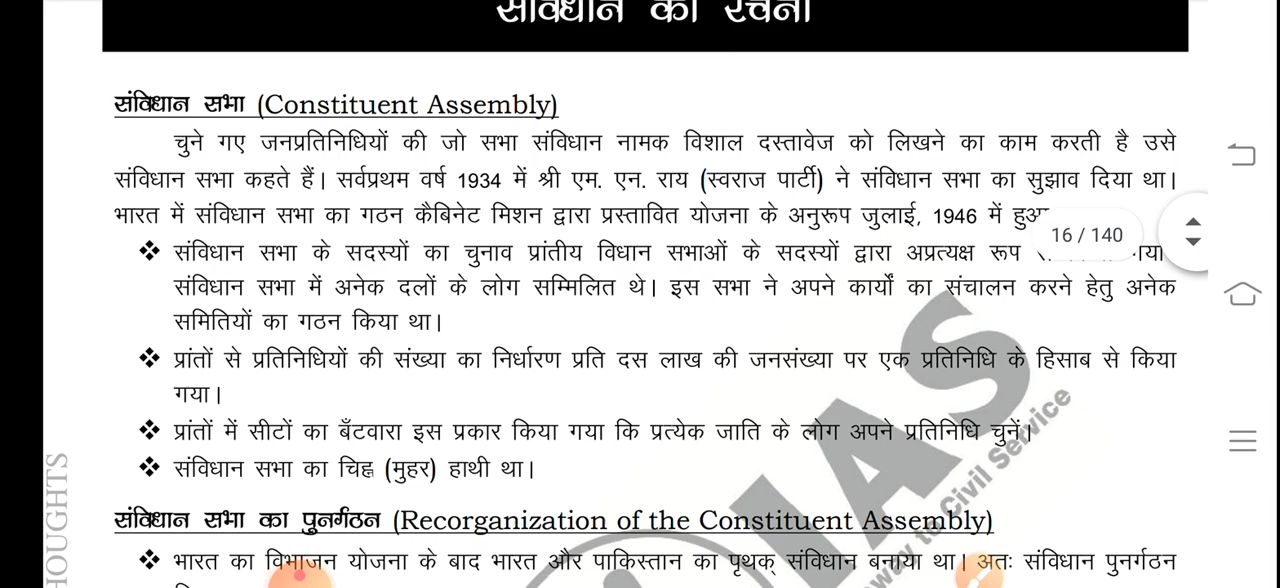 संविधान की रचना
संविधान सभा (Constituent Assembly)
चुने गए जनप्रतिनिधियों की जो सभा संविधान नामक विशाल दस्तावेज को लिखने का काम करती है उसे
संविधान सभा कहते हैं। सर्वप्रथम वर्ष 1934 में श्री एम. एन. राय (स्वराज पार्टी) ने संविधान सभा का सुझाव दिया था।
भारत में संविधान सभा का गठन कैबिनेट मिशन द्वारा प्रस्तावित योजना के अनुरूप जुलाई, 1946 में
16 / 140
❖ संविधान सभा के सदस्यों का चुनाव प्रांतीय विधान सभाओं के सदस्यों द्वारा अप्रत्यक्ष रूप
संविधान सभा में अनेक दलों के लोग सम्मिलित थे। इस सभा ने अपने कार्यों का संचालन करने हेतु अनेक
समितियों का गठन किया था।
❖ प्रांतों से प्रतिनिधियों की संख्या का निर्धारण प्रति दस लाख की जनसंख्या पर एक प्रतिनिधि के हिसाब से किया
गया।
❖ प्रांतों में सीटों का बँटवारा इस प्रकार किया गया कि प्रत्येक जाति के लोग अपने प्रतिनिधि चुनें।
❖ संविधान सभा का चिह्न (मुहर) हाथी था।
संविधान सभा का पुनर्गठन (Recorganization of the Constituent Assembly)
❖ भारत का विभाजन योजना के बाद भारत और पाकिस्तान का पृथक् संविधान बनाया था। अतः संविधान पुनर्गठन
IAS
way to Civil Service
HOUGHTS